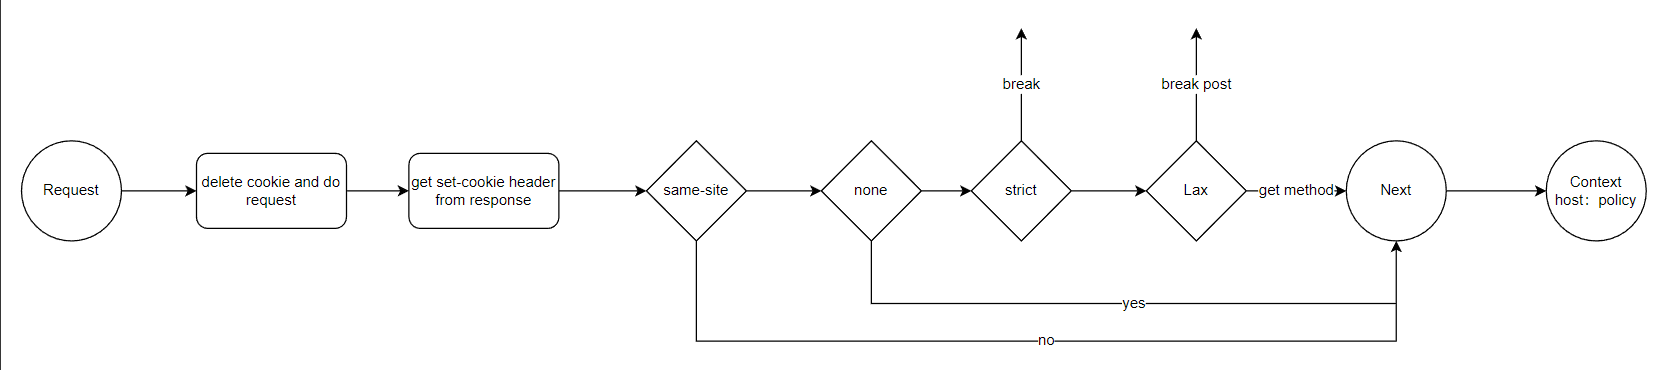 break
break post
Request
delete cookie and do
request
get set-cookie header
from response
same-site
none
strict
Lax
get method
Next
Context
host：policy
yes
no